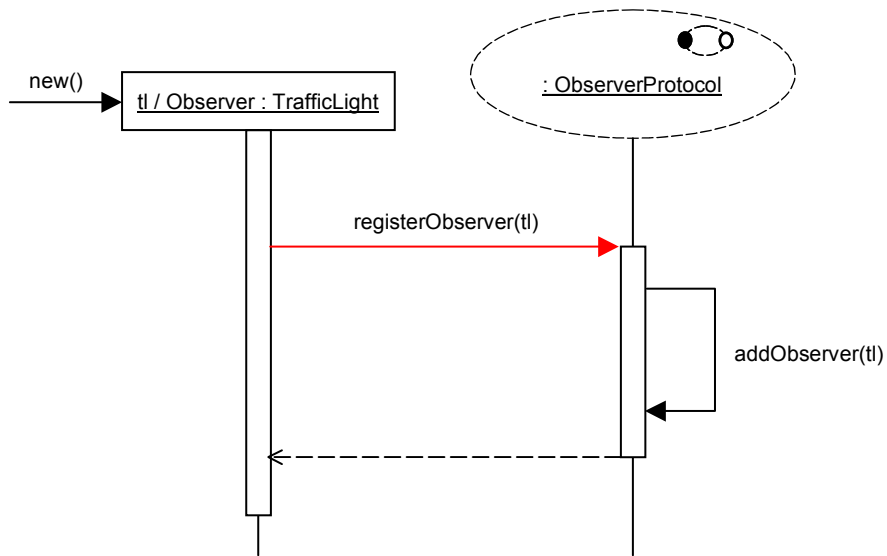 new()
tl / Observer : TrafficLight
: ObserverProtocol
registerObserver(tl)
addObserver(tl)